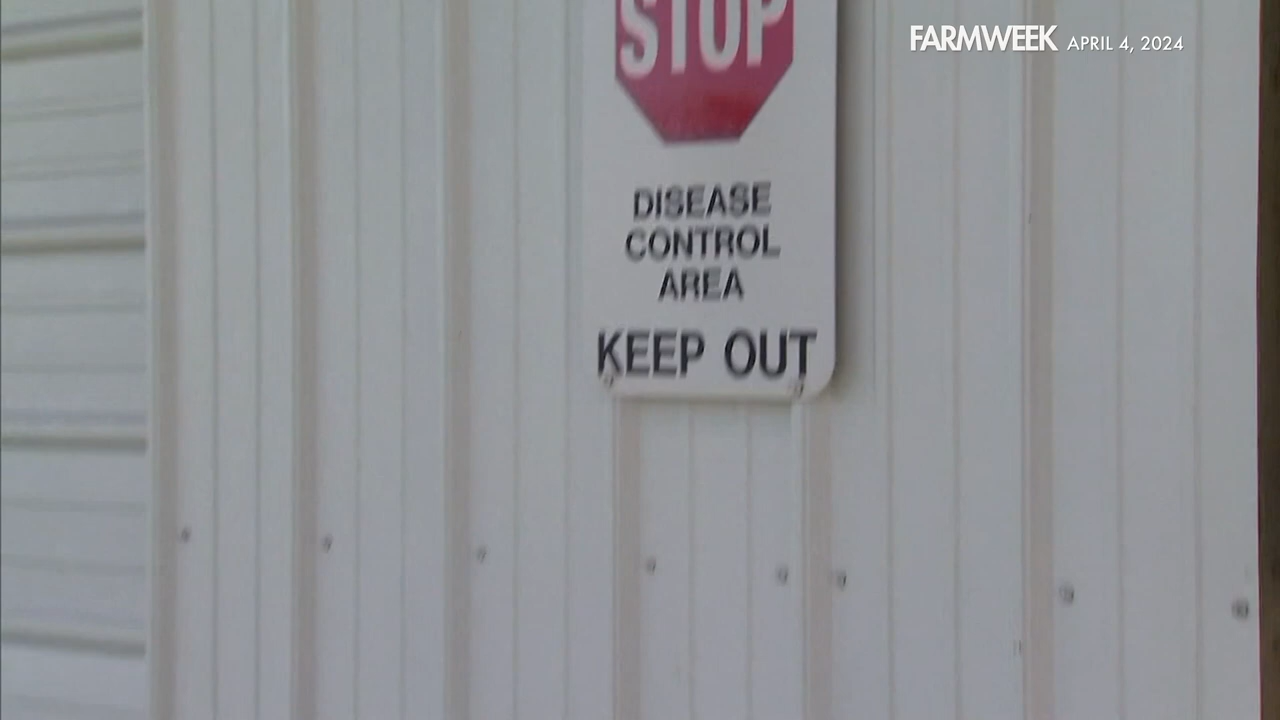 FARMWEEK APRIL 4, 2024
STOP
DISEASE
CONTROL
AREA
KEEP OUT